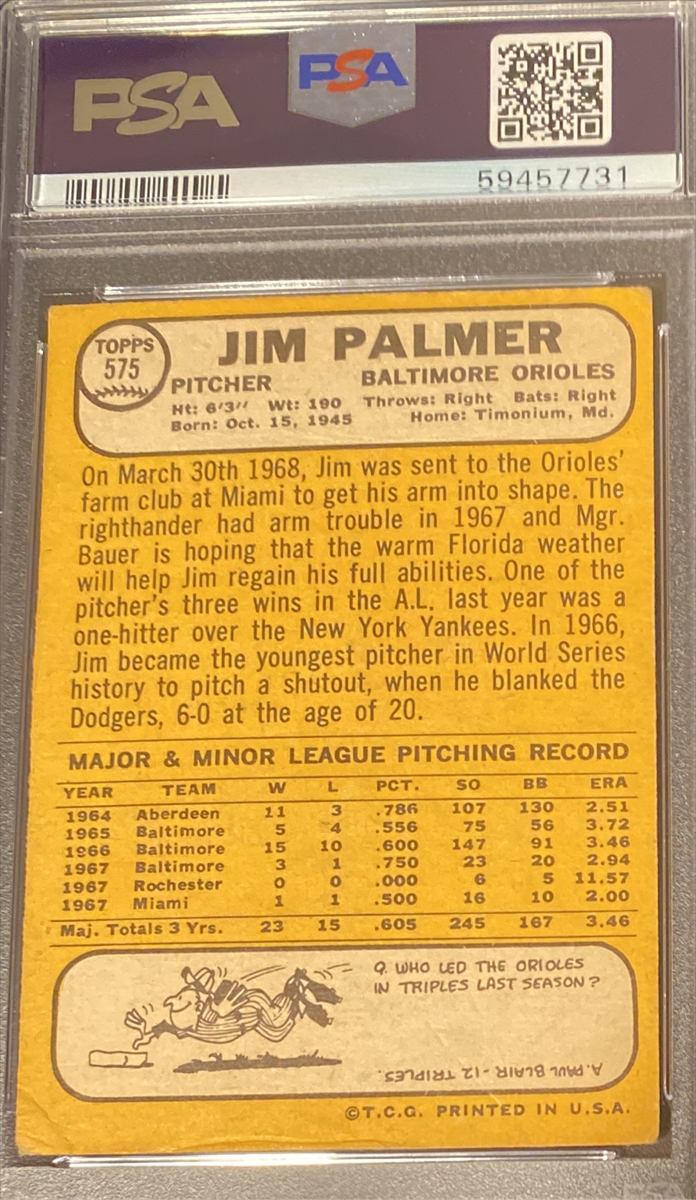 PSA
PSA
59457731
TOPPS
575
JIM PALMER
PITCHER BALTIMORE ORIOLES
Ht: 6'3" Wt: 190 Throws: Right Bats: Right
Born: Oct. 15, 1945 Home: Timonium, Md.
On March 30th 1968, Jim was sent to the Orioles'
farm club at Miami to get his arm into shape. The
righthander had arm trouble in 1967 and Mgr.
Bauer is hoping that the warm Florida weather
will help Jim regain his full abilities. One of the
pitcher's three wins in the A.L. last year was a
one-hitter over the New York Yankees. In 1966,
Jim became the youngest pitcher in World Series
history to pitch a shutout, when he blanked the
Dodgers, 6-0 at the age of 20.
MAJOR & MINOR LEAGUE PITCHING RECORD
YEAR TEAM W L PCT. SO BB ERA
1964 Aberdeen 11 3 .786 107 130 2.51
1965 Baltimore 5 4 .556 75 56 3.72
1966 Baltimore 15 10 .600 147 91 3.46
1967 Baltimore 3 1 .750 23 20 2.94
1967 Rochester 0 0 .000 6 5 11.57
1967 Miami 1 1 .500 16 10 2.00
Maj. Totals 3 Yrs. 23 15 .605 245 167 3.46
Q. WHO LED THE ORIOLES
IN TRIPLES LAST SEASON?
A. PAUL BLAIR - 12 TRIPLES.
©T.C.G. PRINTED IN U.S.A.